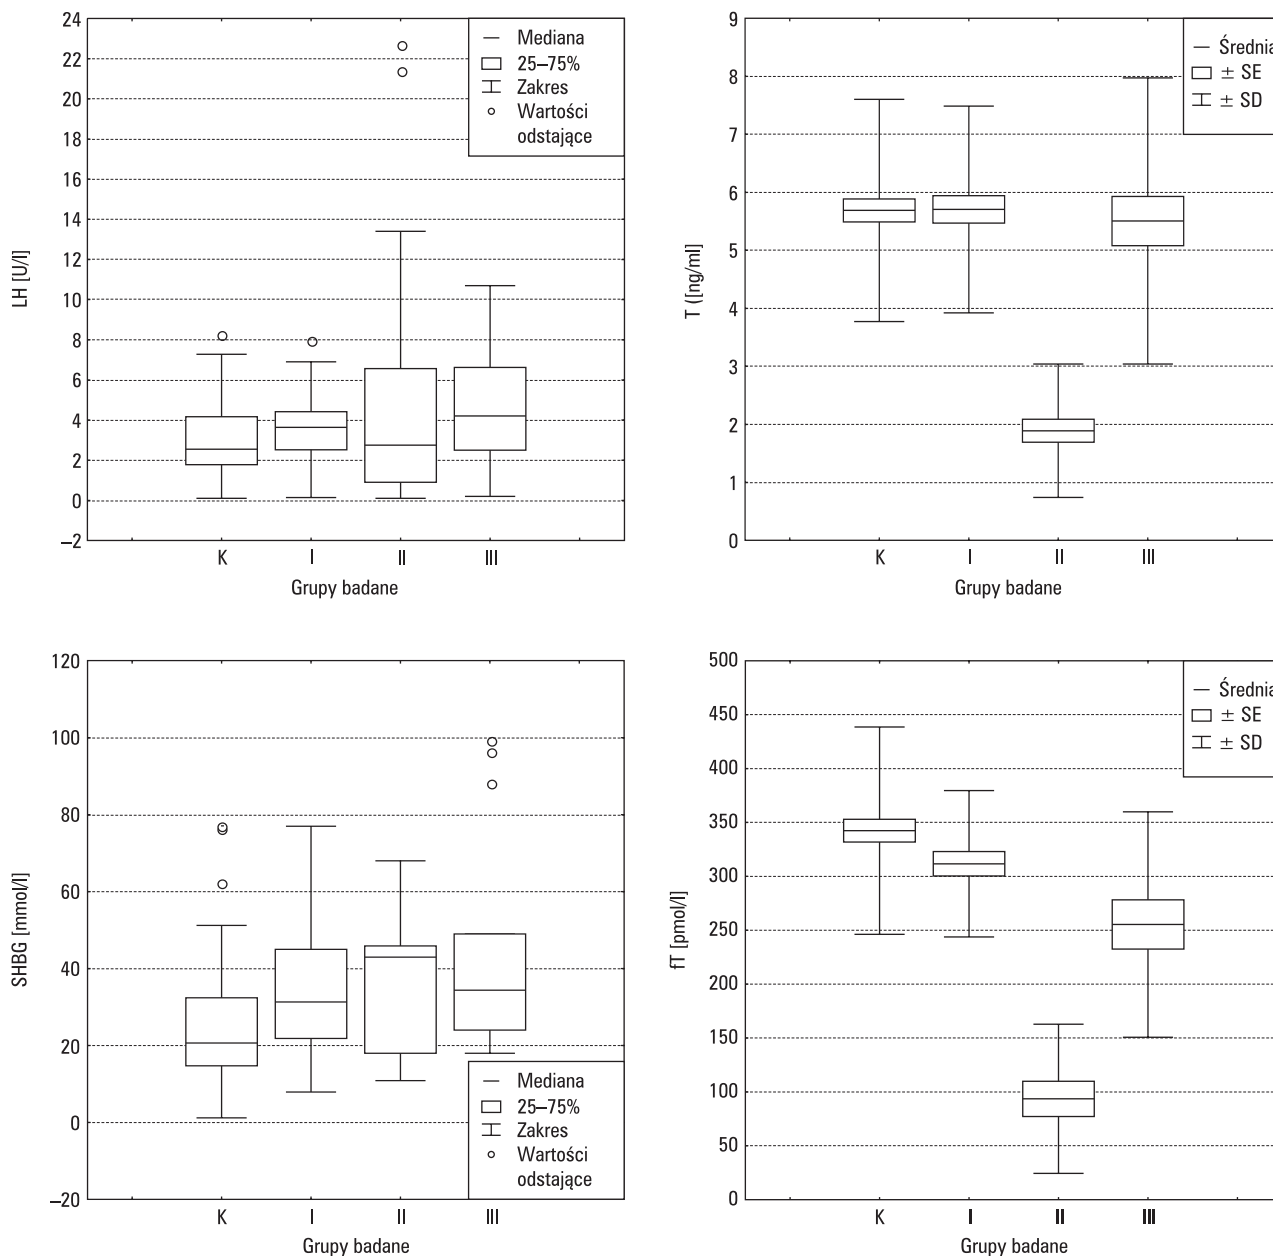 24
22
20
18
16
14
12
10
8
6
4
2
0
–2
LH [U/l]
Mediana
25–75%
Zakres
Wartości
odstające
K I II III
Grupy badane
9
8
7
6
5
4
3
2
1
0
T ([ng/ml]
Średnia
± SE
± SD
K I II III
Grupy badane
120
100
80
60
40
20
0
–20
SHBG [mmol/l]
Mediana
25–75%
Zakres
Wartości
odstające
K I II III
Grupy badane
500
450
400
350
300
250
200
150
100
50
0
fT [pmol/l]
Średnia
± SE
± SD
K I II III
Grupy badane